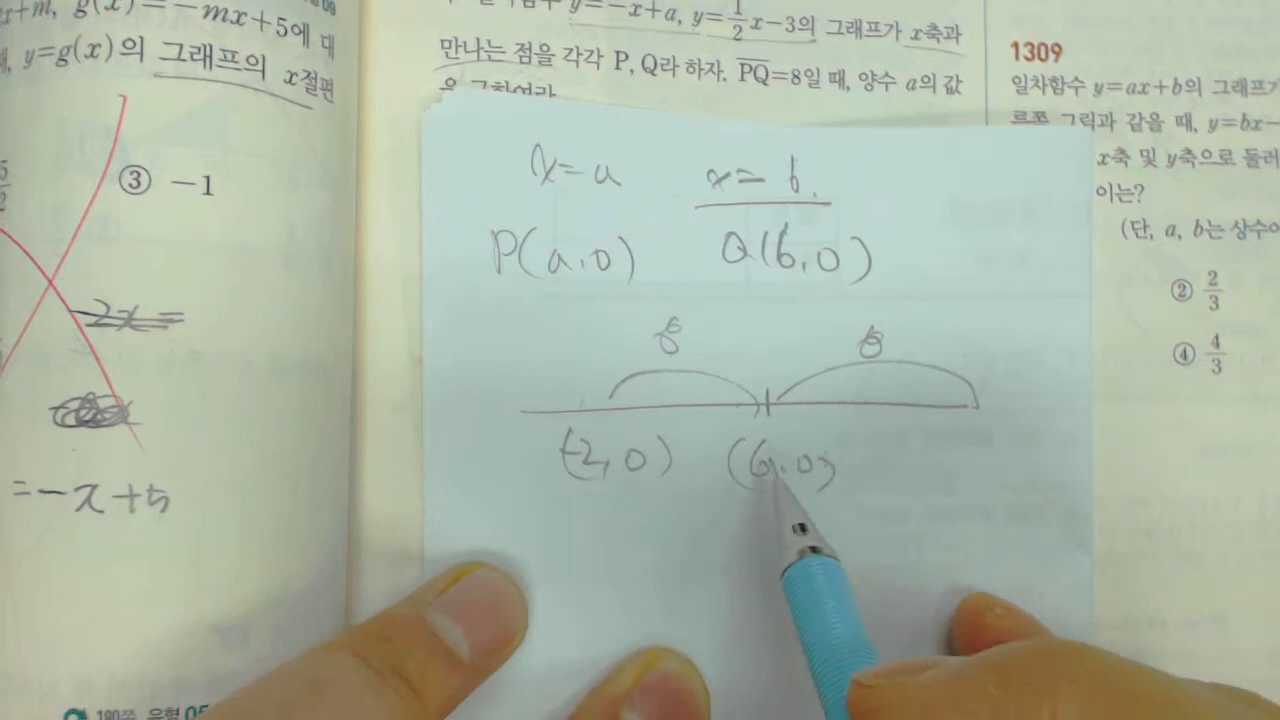 g(x)=-mx+5에 대
y=g(x)의 그래프의 x절편
③ -1
2x=
=-x+5
y=-x+a, y=1/2x-3의 그래프가 x축과
만나는 점을 각각 P, Q라 하자. PQ=8일 때, 양수 a의 값
x=a x=6.
P(a,0) Q(6,0)
8 8
(-2,0) (6,0)
1309
일차함수 y=ax+b의 그래프가
른쪽 그림과 같을 때, y=bx-
x축 및 y축으로 둘러
이는?
(단, a, b는 상수
② 2/3
④ 4/3
유형 05